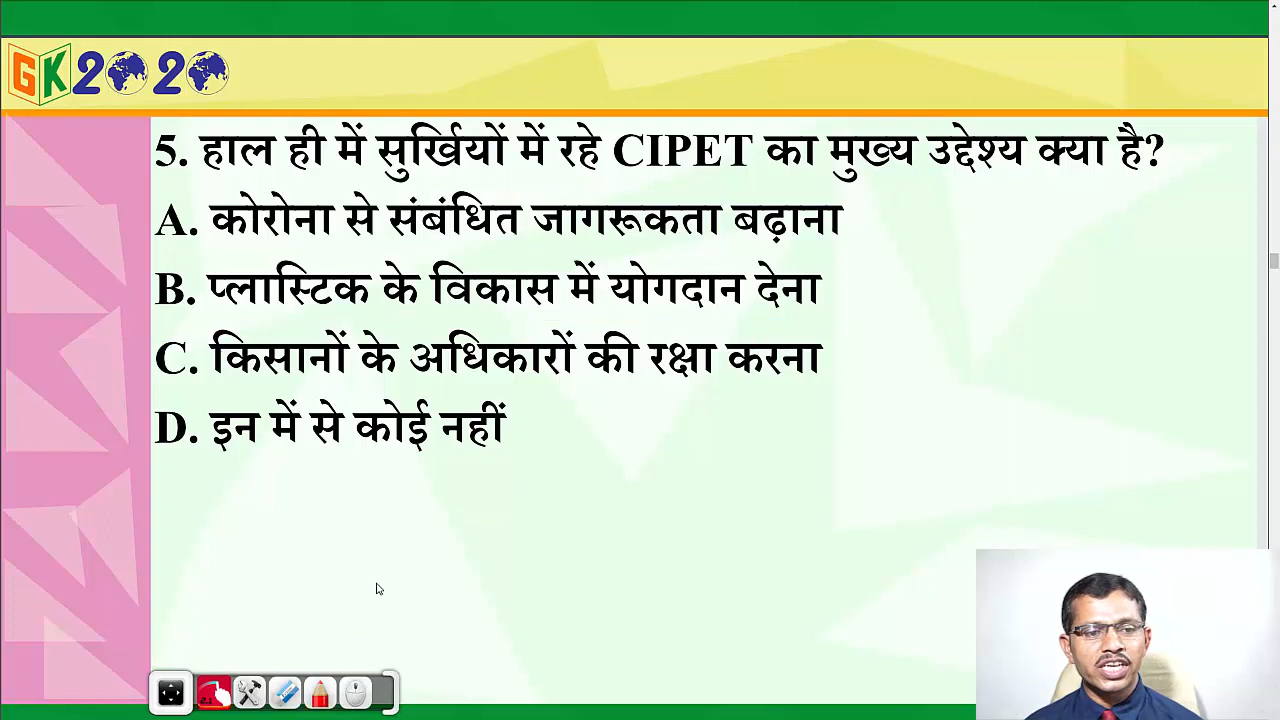 GK2020
5. हाल ही में सुर्खियों में रहे CIPET का मुख्य उद्देश्य क्या है?
A. कोरोना से संबंधित जागरूकता बढ़ाना
B. प्लास्टिक के विकास में योगदान देना
C. किसानों के अधिकारों की रक्षा करना
D. इन में से कोई नहीं